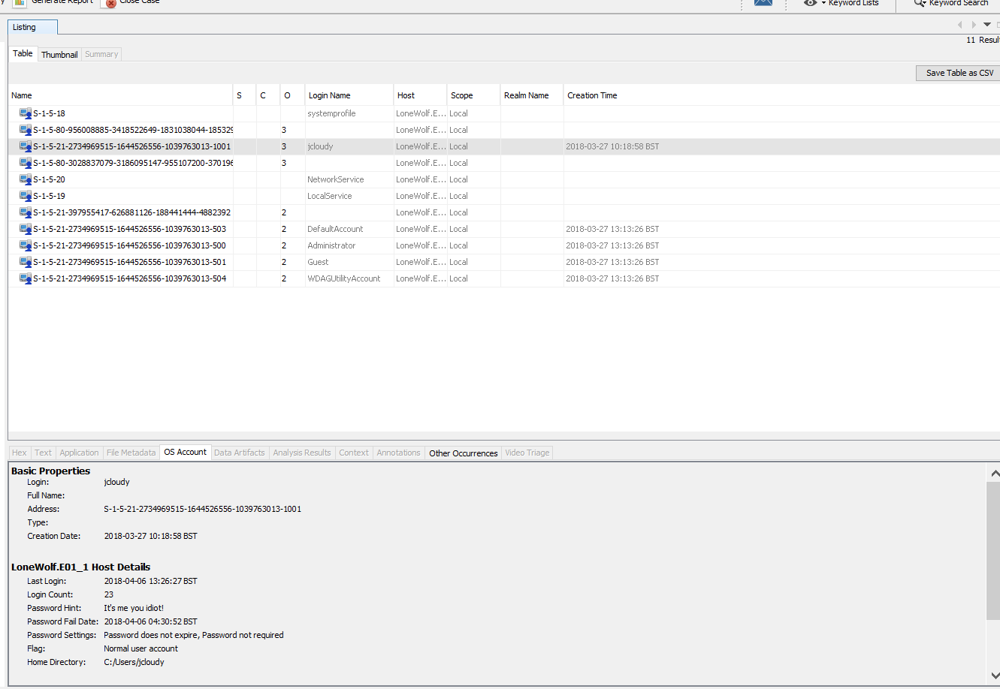 Generate Report Close Case Keyword Lists Keyword Search
Listing
11 Result
Table Thumbnail Summary
Save Table as CSV
Name S C O Login Name Host Scope Realm Name Creation Time
S-1-5-18 systemprofile LoneWolf.E... Local
S-1-5-80-956008885-3418522649-1831038044-185329 3 LoneWolf.E... Local
S-1-5-21-2734969515-1644526556-1039763013-1001 3 jcloudy LoneWolf.E... Local 2018-03-27 10:18:58 BST
S-1-5-80-3028837079-3186095147-955107200-370196 3 LoneWolf.E... Local
S-1-5-20 NetworkService LoneWolf.E... Local
S-1-5-19 LocalService LoneWolf.E... Local
S-1-5-21-397955417-626881126-188441444-4882392 2 LoneWolf.E... Local
S-1-5-21-2734969515-1644526556-1039763013-503 2 DefaultAccount LoneWolf.E... Local 2018-03-27 13:13:26 BST
S-1-5-21-2734969515-1644526556-1039763013-500 2 Administrator LoneWolf.E... Local 2018-03-27 13:13:26 BST
S-1-5-21-2734969515-1644526556-1039763013-501 2 Guest LoneWolf.E... Local 2018-03-27 13:13:26 BST
S-1-5-21-2734969515-1644526556-1039763013-504 2 WDAGUtilityAccount LoneWolf.E... Local 2018-03-27 13:13:26 BST
Hex Text Application File Metadata OS Account Data Artifacts Analysis Results Context Annotations Other Occurrences Video Triage
Basic Properties
Login: jcloudy
Full Name:
Address: S-1-5-21-2734969515-1644526556-1039763013-1001
Type:
Creation Date: 2018-03-27 10:18:58 BST
LoneWolf.E01_1 Host Details
Last Login: 2018-04-06 13:26:27 BST
Login Count: 23
Password Hint: It's me you idiot!
Password Fail Date: 2018-04-06 04:30:52 BST
Password Settings: Password does not expire, Password not required
Flag: Normal user account
Home Directory: C:/Users/jcloudy